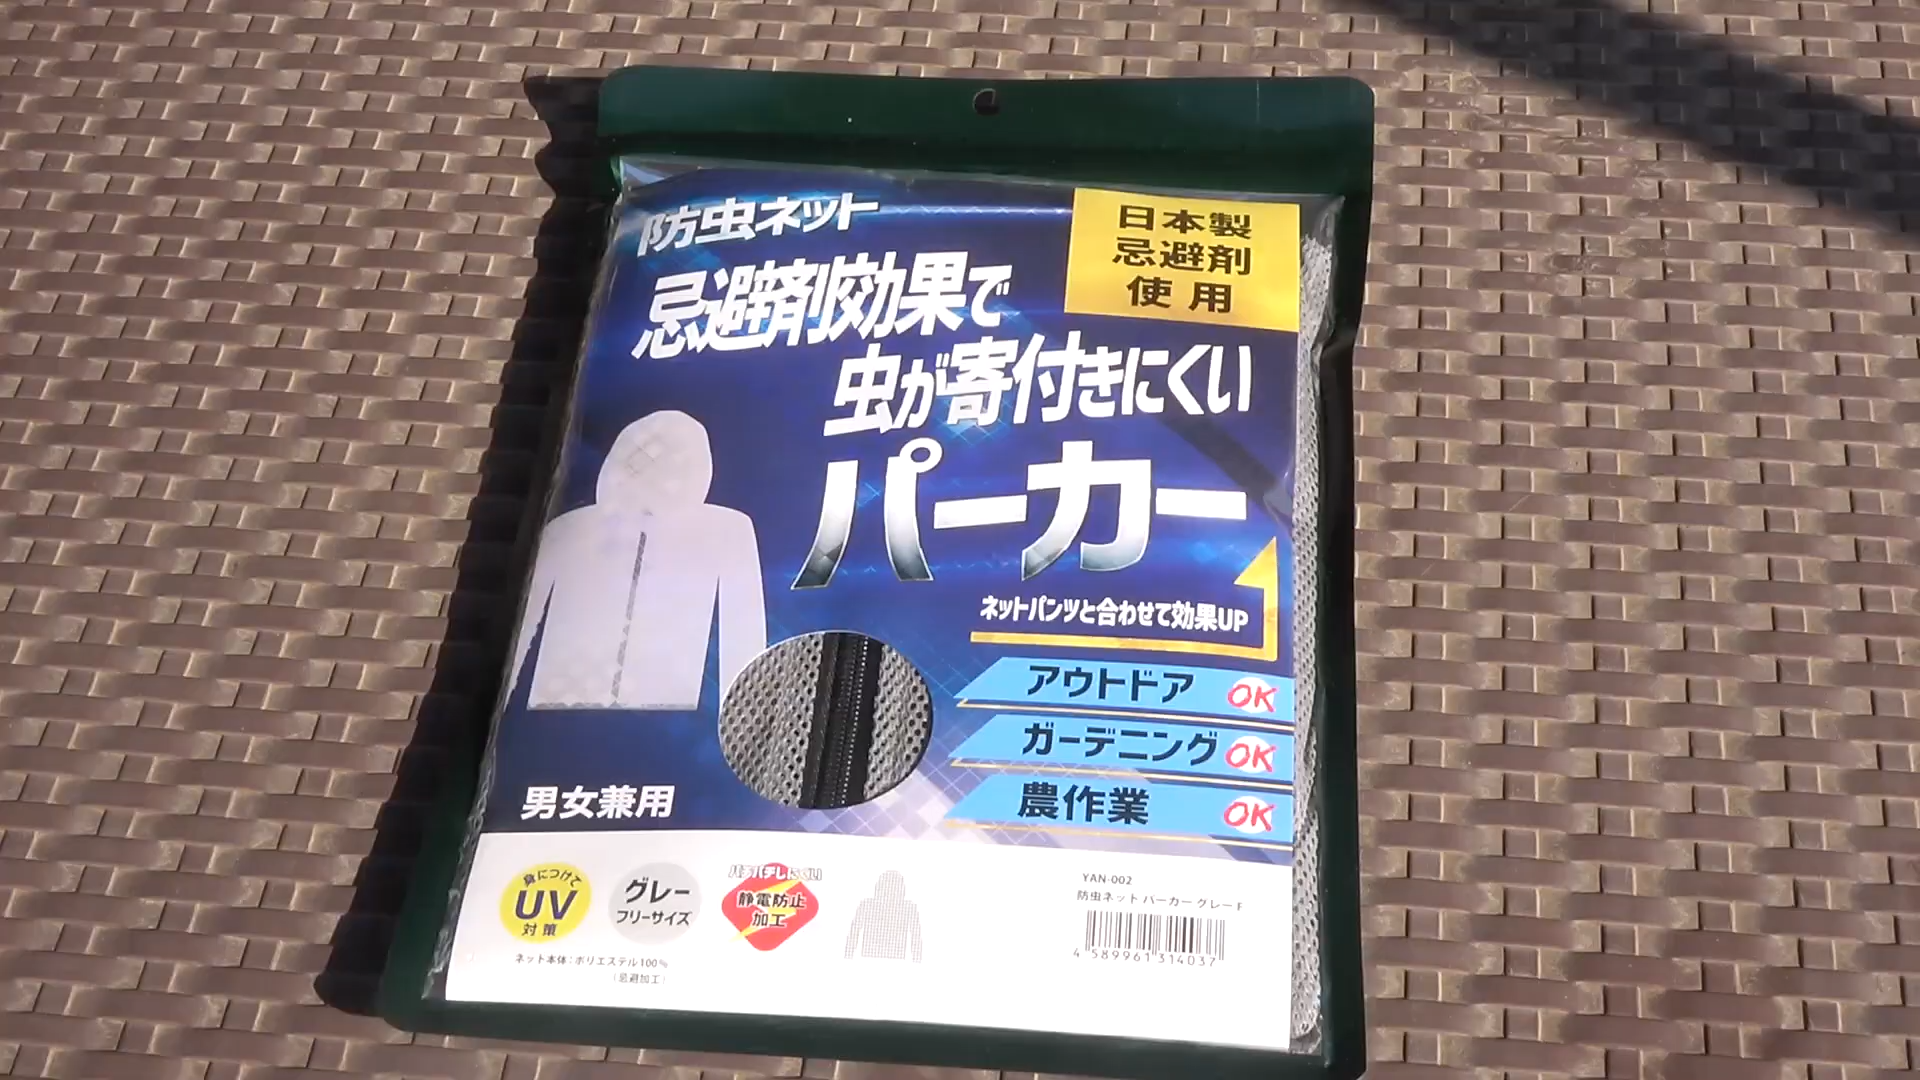 防虫ネット
日本製
忌避剤
使用
忌避剤効果で
虫が寄付きにくい
パーカー
ネットパンツと合わせて効果UP
アウトドア OK
ガーデニング OK
農作業 OK
男女兼用
身につけて
UV
対策
グレー
フリーサイズ
パチパチしにくい
静電防止
加工
ネット本体:ポリエステル100%
(忌避加工)
YAN-002
防虫ネット パーカー グレー F
4 589961 314037